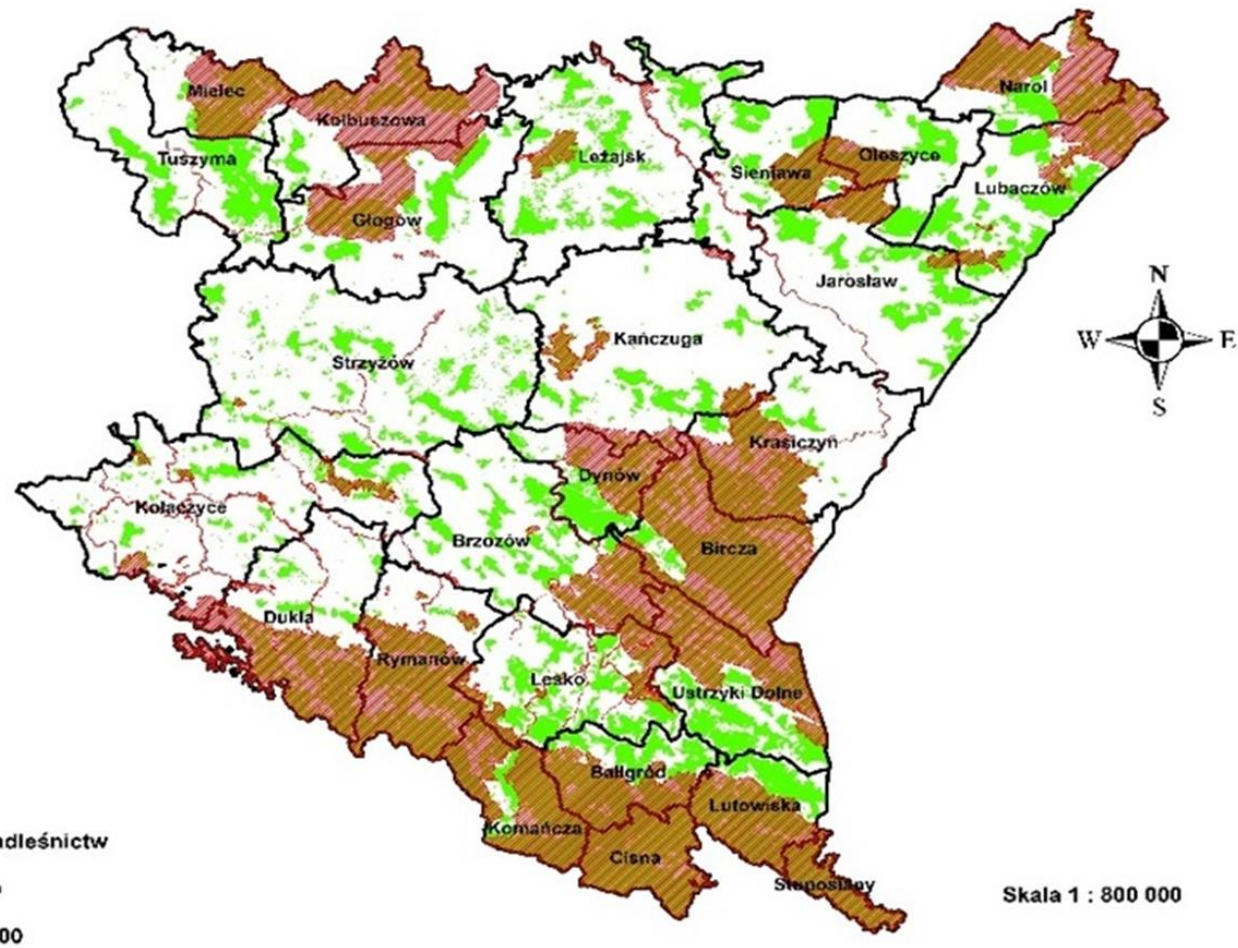 Mielec
Kolbuszowa
Narol
Tuszyma
Leżajsk
Oleszyce
Sieniawa
Lubaczów
Głogów
Jarosław
N
W
E
S
Kańczuga
Strzyżów
Krasiczyn
Dynów
Kołaczyce
Brzozów
Bircza
Dukla
Rymanów
Lesko
Ustrzyki Dolne
Baligród
Lutowiska
Komańcza
Cisna
Stuposiany
adleśnictw
00
Skala 1 : 800 000